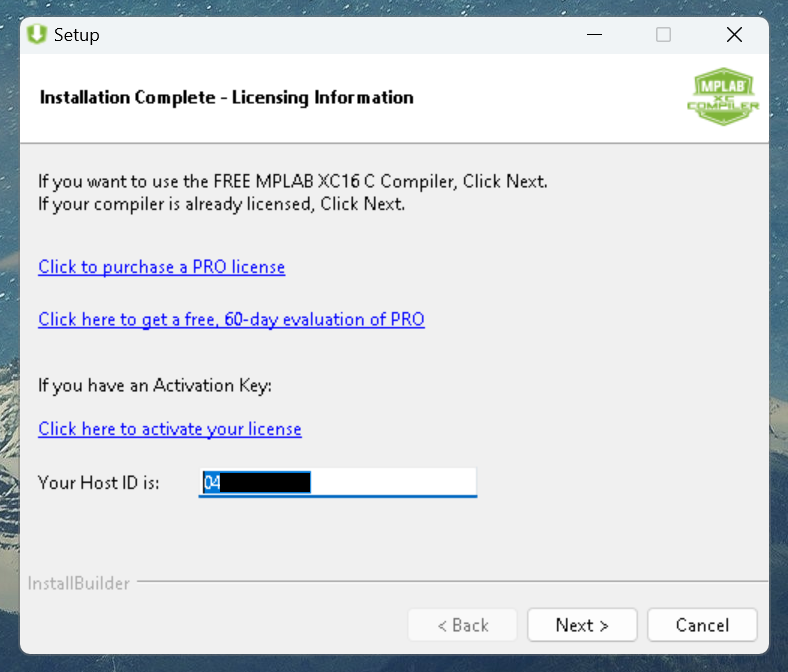 Setup
Installation Complete - Licensing Information
MPLAB
XC
COMPILER
If you want to use the FREE MPLAB XC16 C Compiler, Click Next.
If your compiler is already licensed, Click Next.
Click to purchase a PRO license
Click here to get a free, 60-day evaluation of PRO
If you have an Activation Key:
Click here to activate your license
Your Host ID is: 04
InstallBuilder
< Back Next > Cancel